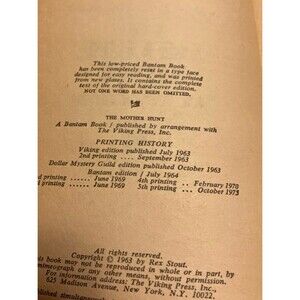 This low-priced Bantam Book
has been completely reset in a type face
designed for easy reading, and was printed
from new plates. It contains the complete
text of the original hard-cover edition.
NOT ONE WORD HAS BEEN OMITTED.
THE MOTHER HUNT
A Bantam Book / published by arrangement with
The Viking Press, Inc.
PRINTING HISTORY
Viking edition published July 1963
2nd printing .... September 1963
Dollar Mystery Guild edition published October 1963
Bantam edition / July 1964
printing .... June 1969 4th printing .. February 1970
printing .... June 1969 5th printing .... October 1973
All rights reserved.
Copyright © 1963 by Rex Stout.
book may not be reproduced in whole or in part, by
mimeograph or any other means, without permission.
address: The Viking Press, Inc.,
625 Madison Avenue, New York, N.Y. 10022.
published simultaneously